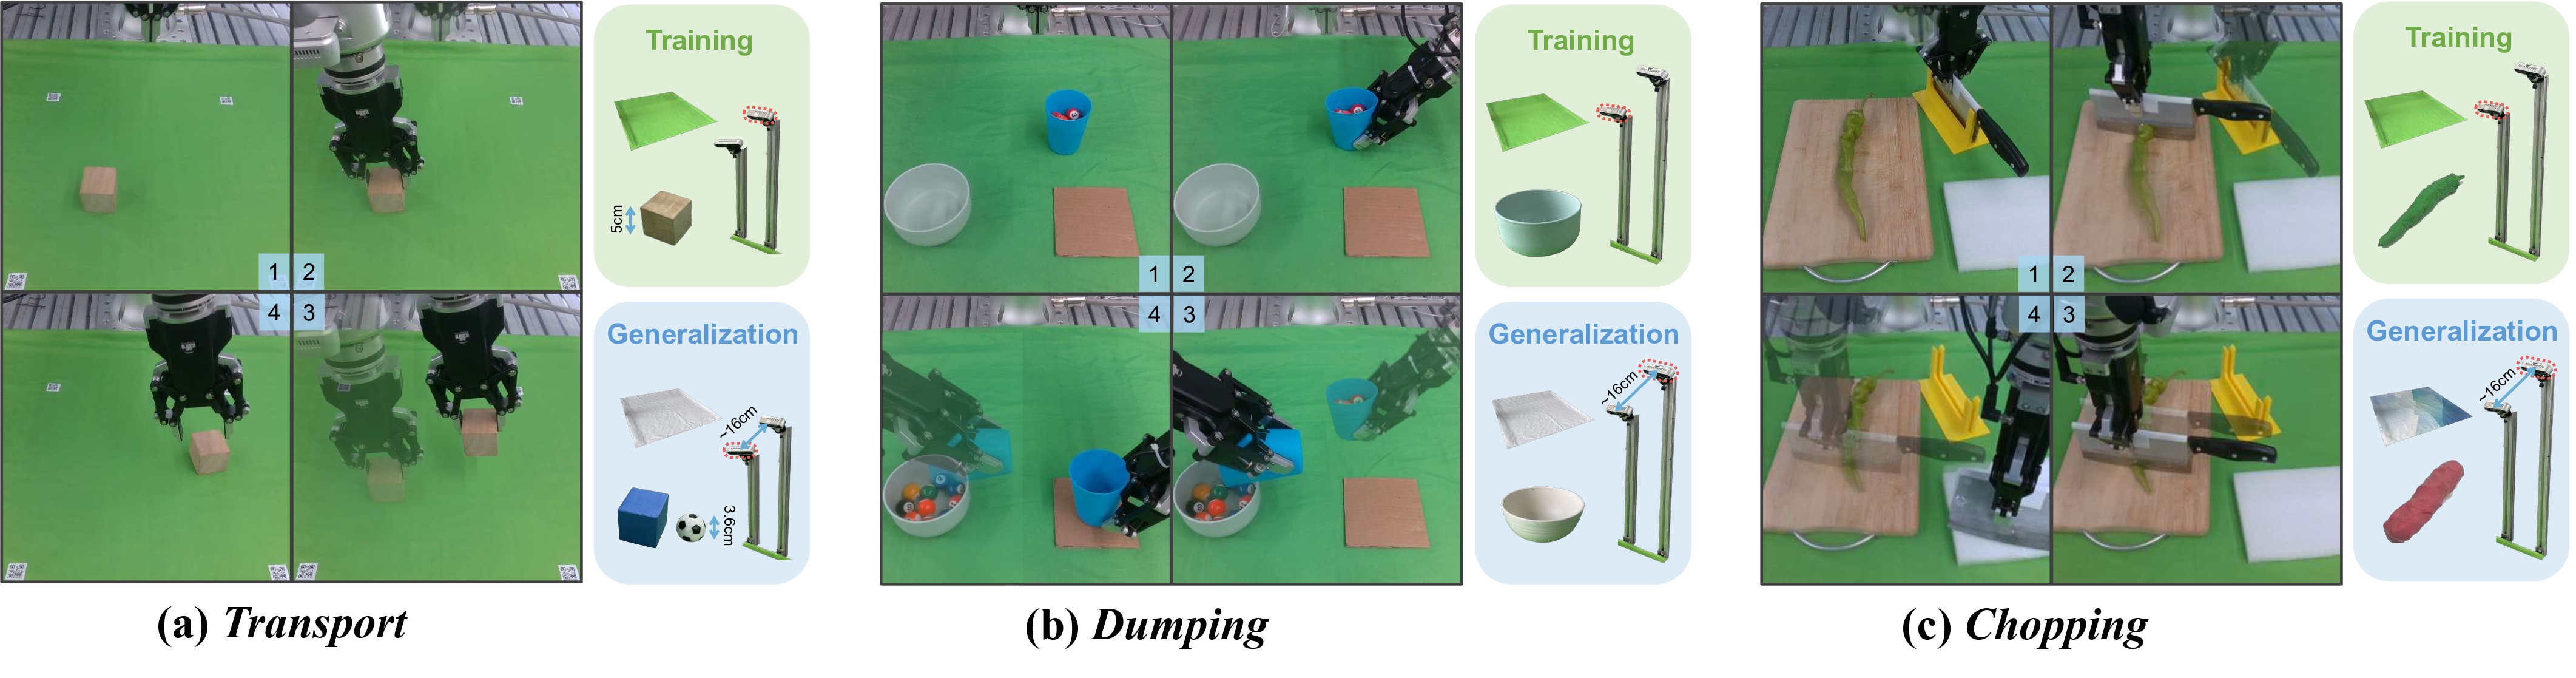 Training
5cm
1 2
4 3
Generalization
~16cm
3.6cm
(a) Transport
Training
1 2
4 3
Generalization
~16cm
(b) Dumping
Training
1 2
4 3
Generalization
~16cm
(c) Chopping